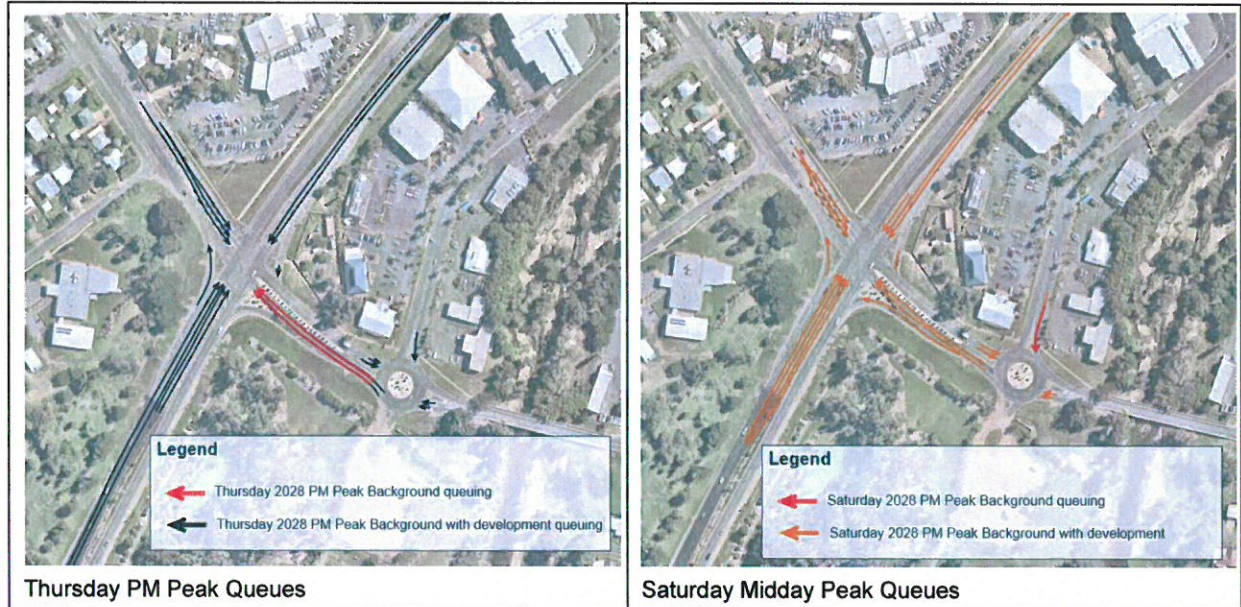 Legend
Thursday 2028 PM Peak Background queuing
Thursday 2028 PM Peak Background with development queuing
Thursday PM Peak Queues
Legend
Saturday 2028 PM Peak Background queuing
Saturday 2028 PM Peak Background with development
Saturday Midday Peak Queues